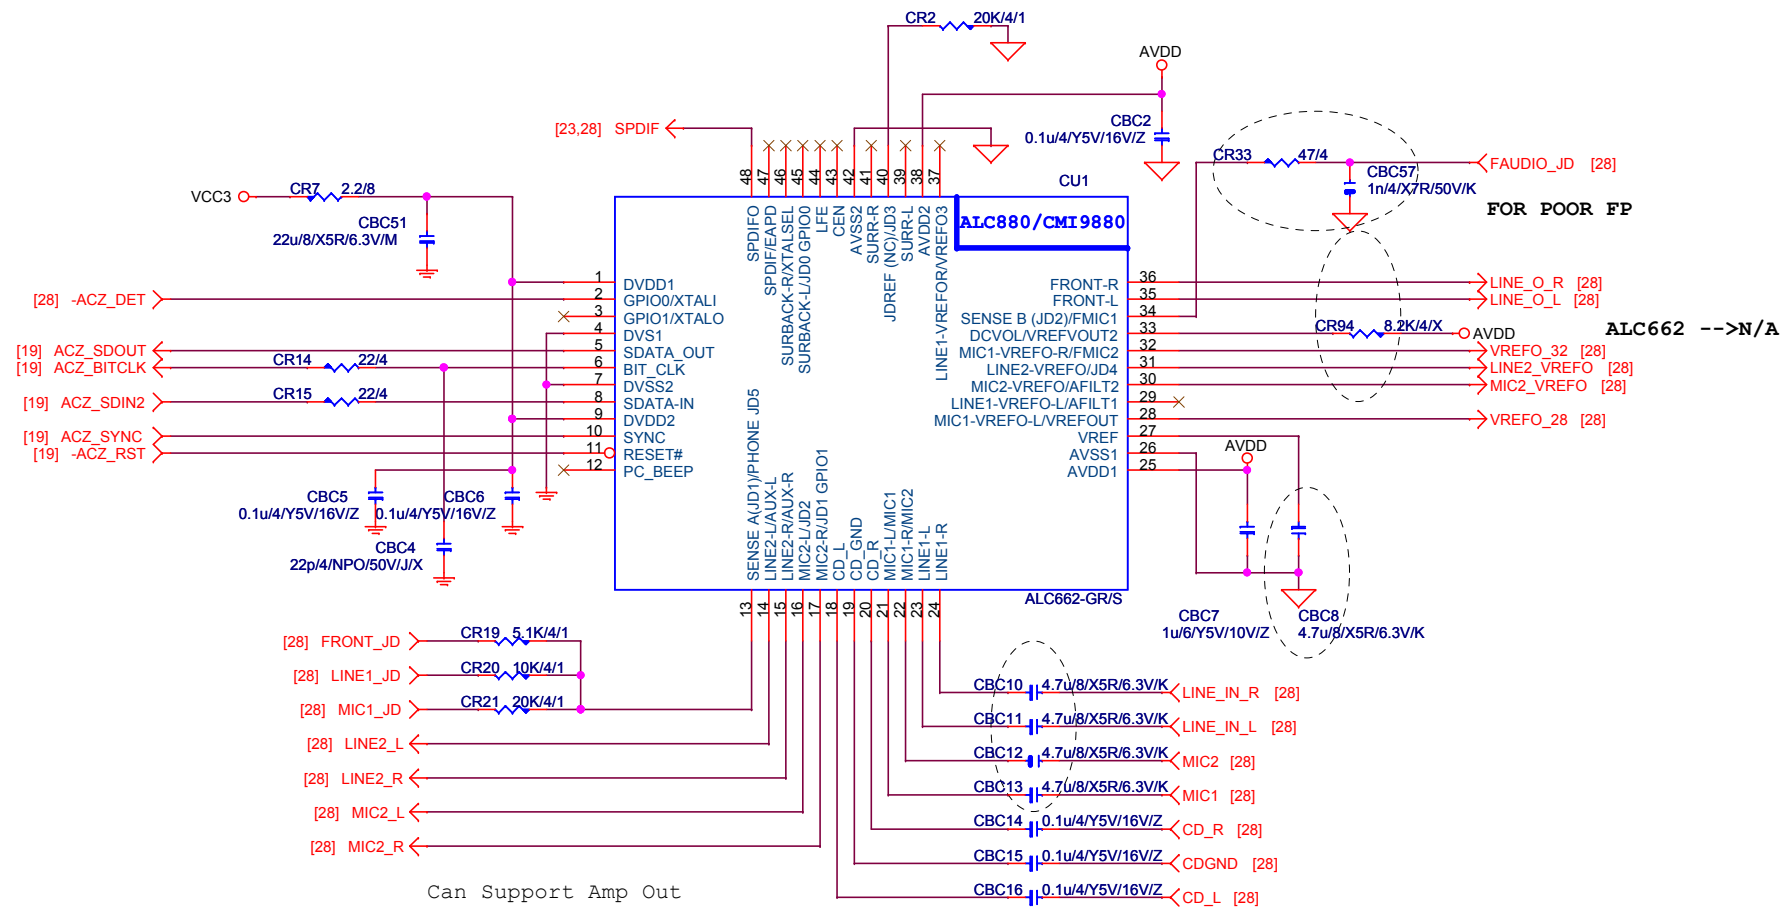 CR2 20K/4/1
AVDD
[23,28] SPDIF
CBC2
0.1u/4/Y5V/16V/Z
CR33 47/4
FAUDIO_JD [28]
CBC57
1n/4/X7R/50V/K
FOR POOR FP
VCC3
CR7 2.2/8
CBC51
22u/8/X5R/6.3V/M
CU1
ALC880/CMI9880
48 SPDIFO
47 SPDIF/EAPD
46 SURBACK-R/XTALSEL
45 SURBACK-L/JD0 GPIO0
44 LFE
43 CEN
42 AVSS2
41 SURR-R
40 JDREF (NC)/JD3
39 SURR-L
38 AVDD2
37 LINE1-VREFOR/VREFO3
1 DVDD1
2 GPIO0/XTALI
3 GPIO1/XTALO
4 DVS1
5 SDATA_OUT
6 BIT_CLK
7 DVSS2
8 SDATA-IN
9 DVDD2
10 SYNC
11 RESET#
12 PC_BEEP
FRONT-R 36
FRONT-L 35
SENSE B (JD2)/FMIC1 34
DCVOL/VREFVOUT2 33
MIC1-VREFO-R/FMIC2 32
LINE2-VREFO/JD4 31
MIC2-VREFO/AFILT2 30
LINE1-VREFO-L/AFILT1 29
MIC1-VREFO-L/VREFOUT 28
VREF 27
AVSS1 26
AVDD1 25
13 SENSE A(JD1)/PHONE JD5
14 LINE2-L/AUX-L
15 LINE2-R/AUX-R
16 MIC2-L/JD2
17 MIC2-R/JD1 GPIO1
18 CD_L
19 CD_GND
20 CD_R
21 MIC1-L/MIC1
22 MIC1-R/MIC2
23 LINE1-L
24 LINE1-R
ALC662-GR/S
[28] -ACZ_DET
[19] ACZ_SDOUT
[19] ACZ_BITCLK
CR14 22/4
[19] ACZ_SDIN2
CR15 22/4
[19] ACZ_SYNC
[19] -ACZ_RST
CBC5
0.1u/4/Y5V/16V/Z
CBC6
0.1u/4/Y5V/16V/Z
CBC4
22p/4/NPO/50V/J/X
LINE_O_R [28]
LINE_O_L [28]
CR94 8.2K/4/X
AVDD
ALC662 -->N/A
VREFO_32 [28]
LINE2_VREFO [28]
MIC2_VREFO [28]
VREFO_28 [28]
AVDD
CBC7
1u/6/Y5V/10V/Z
CBC8
4.7u/8/X5R/6.3V/K
[28] FRONT_JD
CR19 5.1K/4/1
[28] LINE1_JD
CR20 10K/4/1
[28] MIC1_JD
CR21 20K/4/1
[28] LINE2_L
[28] LINE2_R
[28] MIC2_L
[28] MIC2_R
CBC10 4.7u/8/X5R/6.3V/K LINE_IN_R [28]
CBC11 4.7u/8/X5R/6.3V/K LINE_IN_L [28]
CBC12 4.7u/8/X5R/6.3V/K MIC2 [28]
CBC13 4.7u/8/X5R/6.3V/K MIC1 [28]
CBC14 0.1u/4/Y5V/16V/Z CD_R [28]
CBC15 0.1u/4/Y5V/16V/Z CDGND [28]
CBC16 0.1u/4/Y5V/16V/Z CD_L [28]
Can Support Amp Out